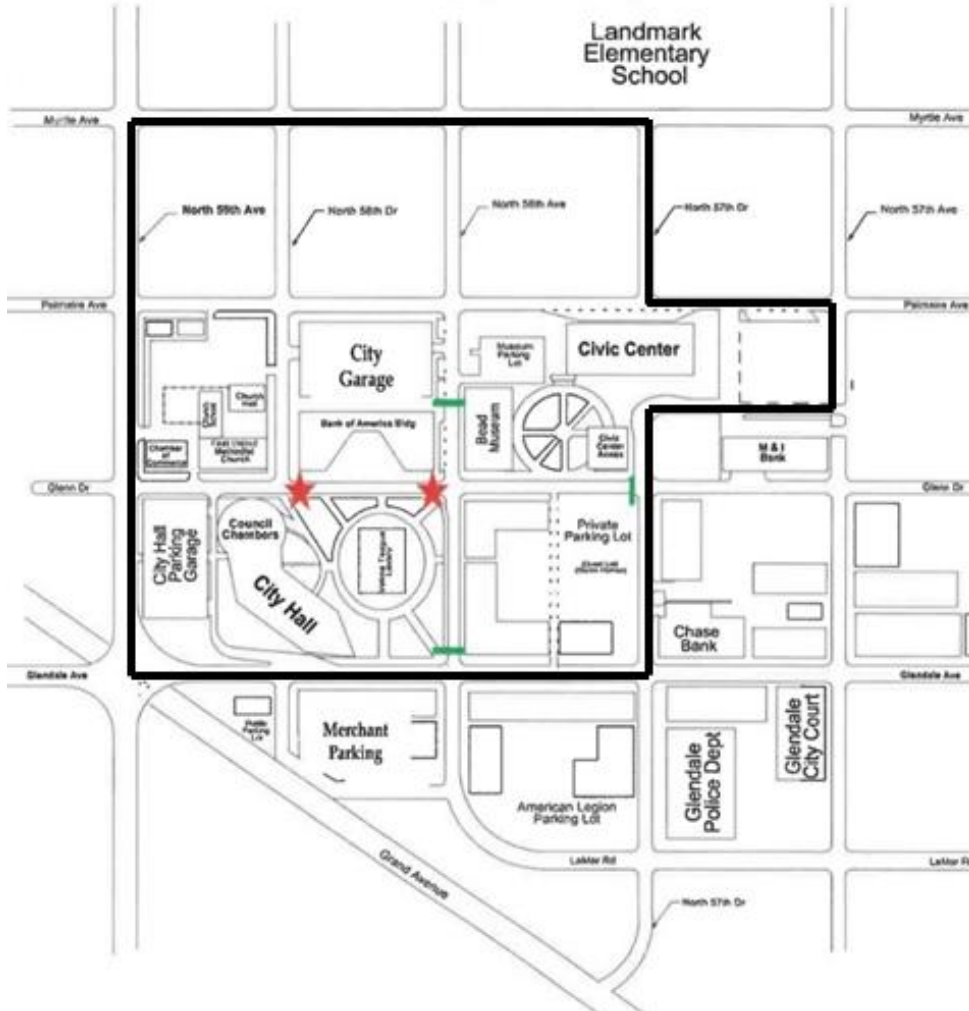 Landmark
Elementary
School
Myrtle Ave
Myrtle Ave
North 59th Ave
North 58th Dr
North 58th Ave
North 57th Dr
North 57th Ave
Palmaire Ave
Palmaire Ave
City
Garage
Museum
Parking
Lot
Civic Center
Church
Hall
Church
School
Bead
Museum
Bank of America Bldg
Civic
Center
Annex
First United
Methodist
Church
Chamber
of
Commerce
M & I
Bank
Glenn Dr
Glenn Dr
City Hall
Parking
Garage
Council
Chambers
City Hall
Velma Teague
Library
Private
Parking Lot
Chase
Bank
Glendale Ave
Glendale Ave
Public
Parking
Lot
Merchant
Parking
American Legion
Parking Lot
Glendale
Police Dept
Glendale
City Court
LaMar Rd
LaMar R
Grand Avenue
North 57th Dr